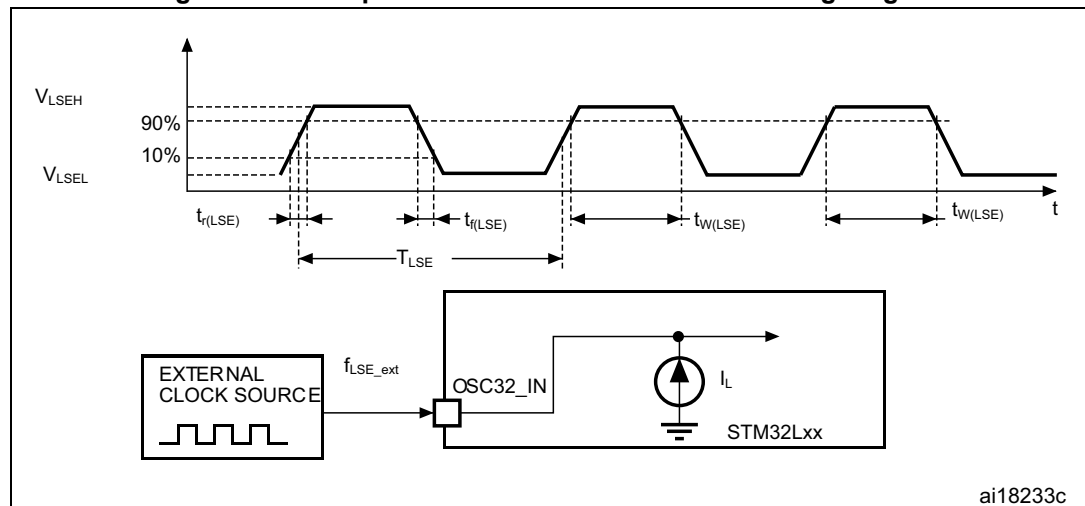 V_LSEH
90%
10%
V_LSEL
t_r(LSE)
t_f(LSE)
t_W(LSE)
t_W(LSE)
t
T_LSE
EXTERNAL
CLOCK SOURCE
f_LSE_ext
OSC32_IN
I_L
STM32Lxx
ai18233c